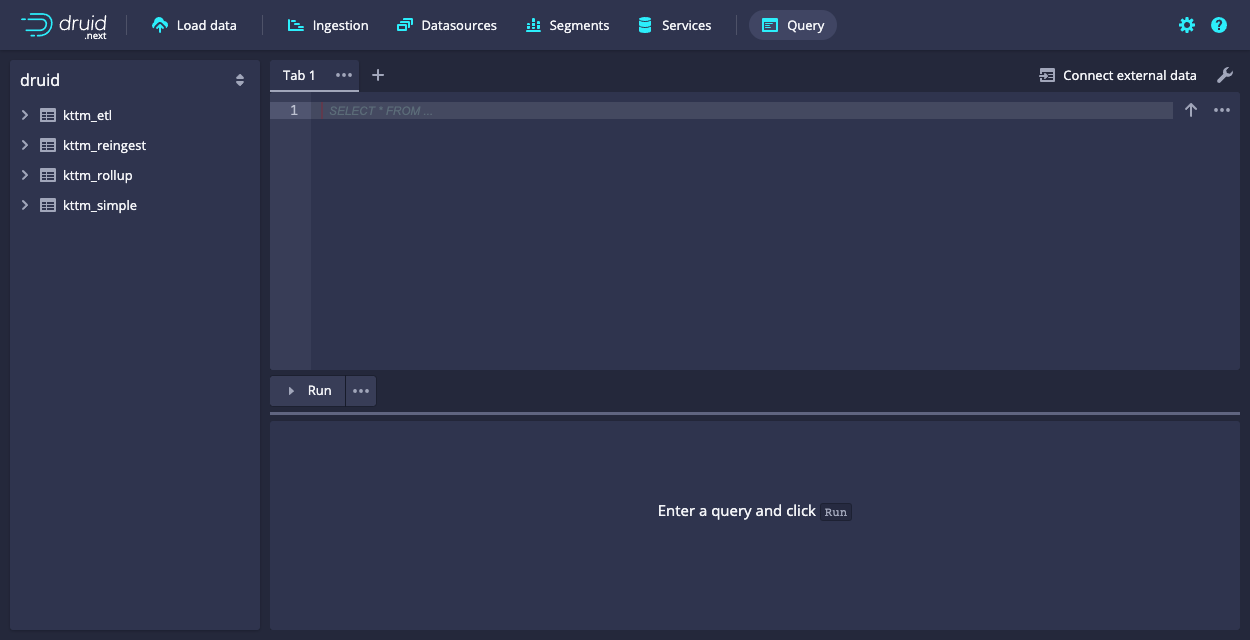 druid
.next
Load data
Ingestion
Datasources
Segments
Services
Query
druid
kttm_etl
kttm_reingest
kttm_rollup
kttm_simple
Tab 1
Connect external data
1
SELECT * FROM ...
Run
Enter a query and click Run